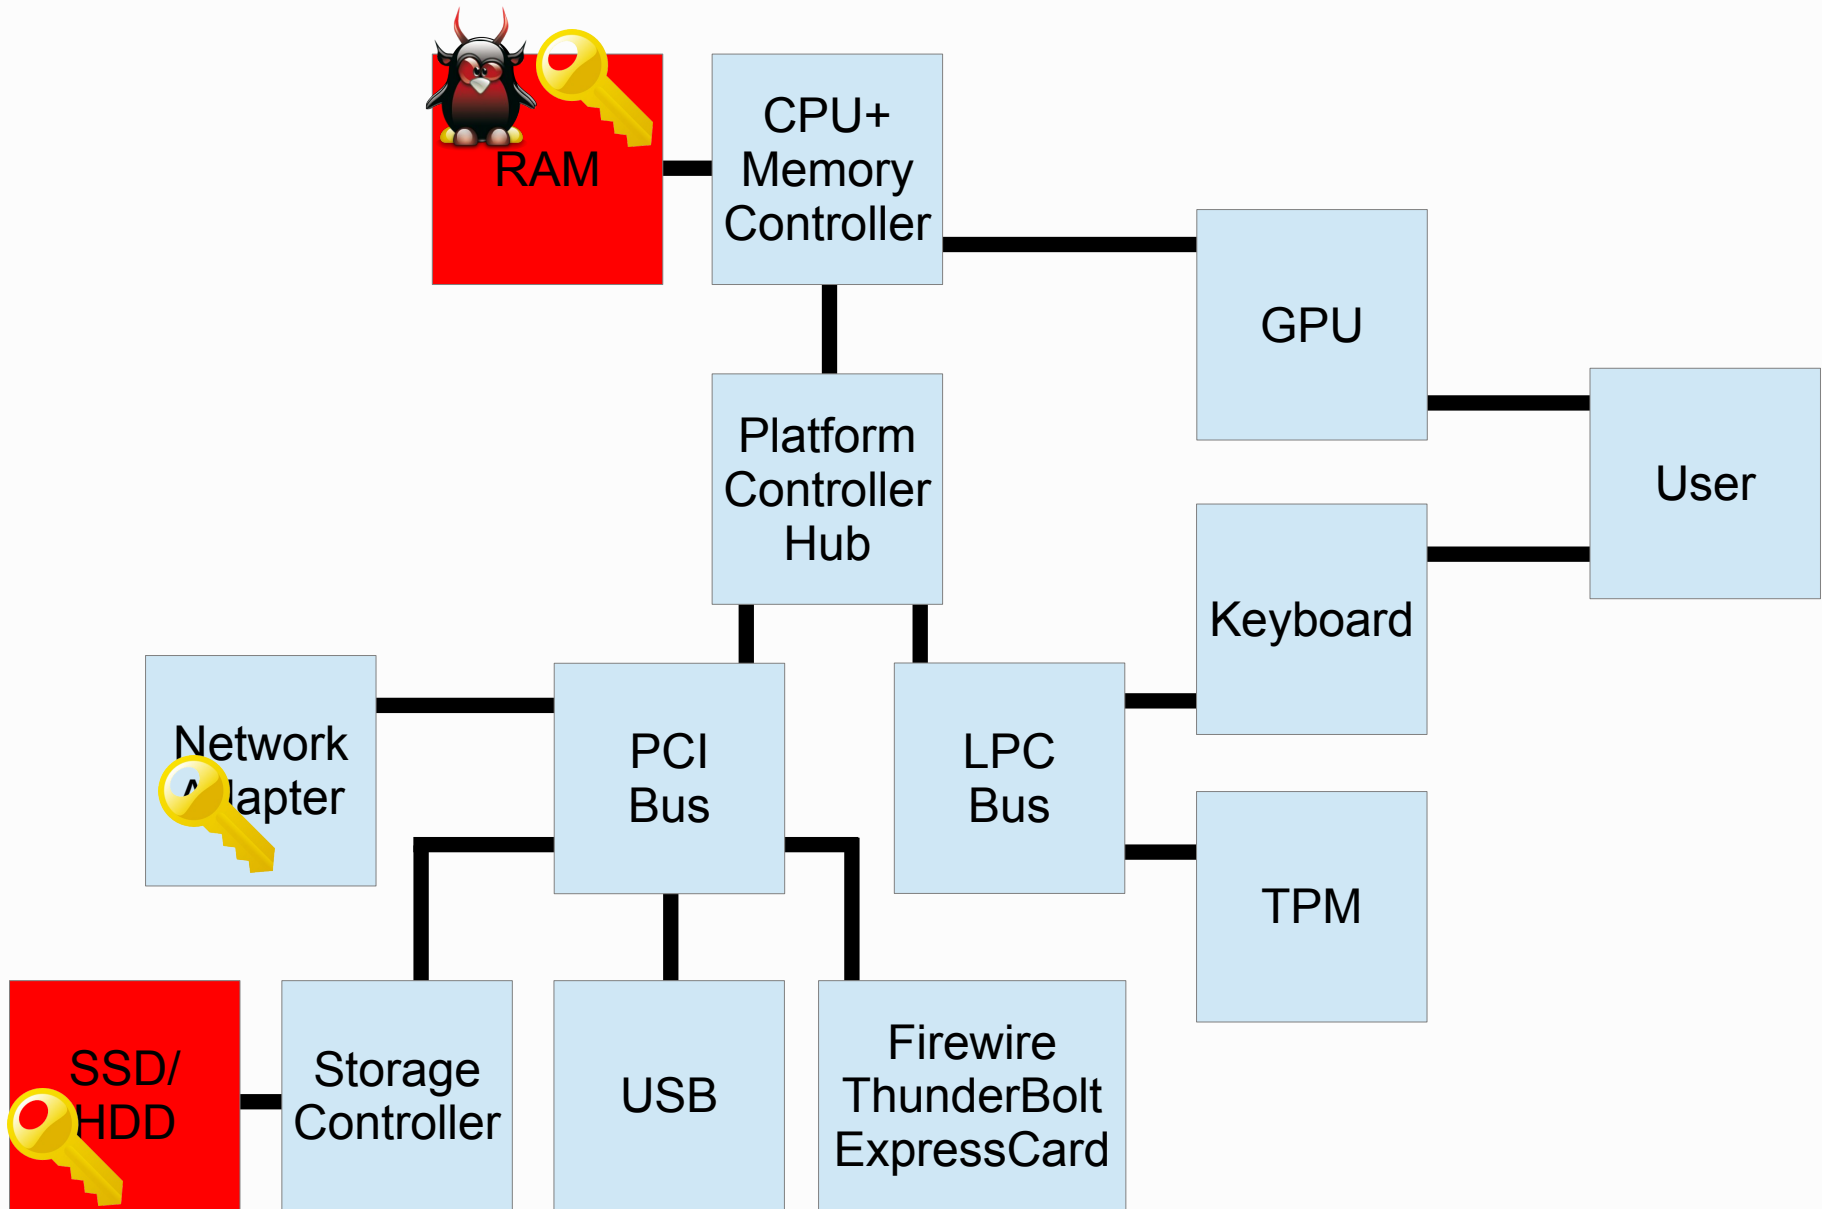 RAM
CPU+
Memory
Controller
GPU
Platform
Controller
Hub
User
Keyboard
Network
Adapter
PCI
Bus
LPC
Bus
TPM
SSD/
HDD
Storage
Controller
USB
Firewire
ThunderBolt
ExpressCard